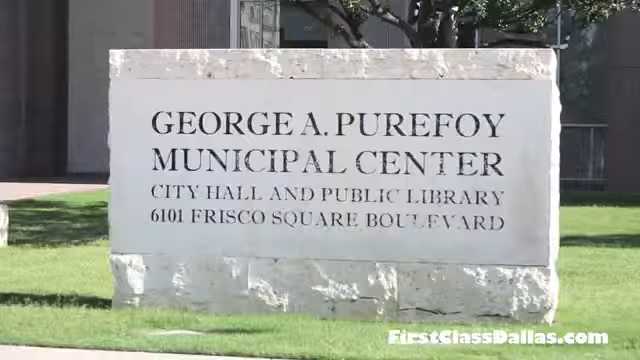 GEORGE A. PUREFOY
MUNICIPAL CENTER
CITY HALL AND PUBLIC LIBRARY
6101 FRISCO SQUARE BOULEVARD
FirstClassDallas.com